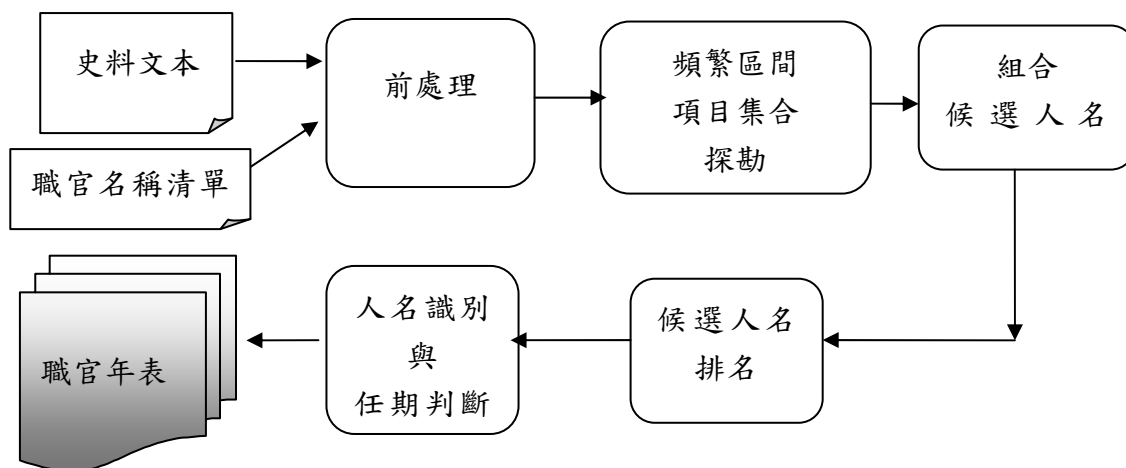 史料文本
職官名稱清單
前處理
頻繁區間
項目集合
探勘
組合
候選人名
候選人名
排名
人名識別
與
任期判斷
職官年表